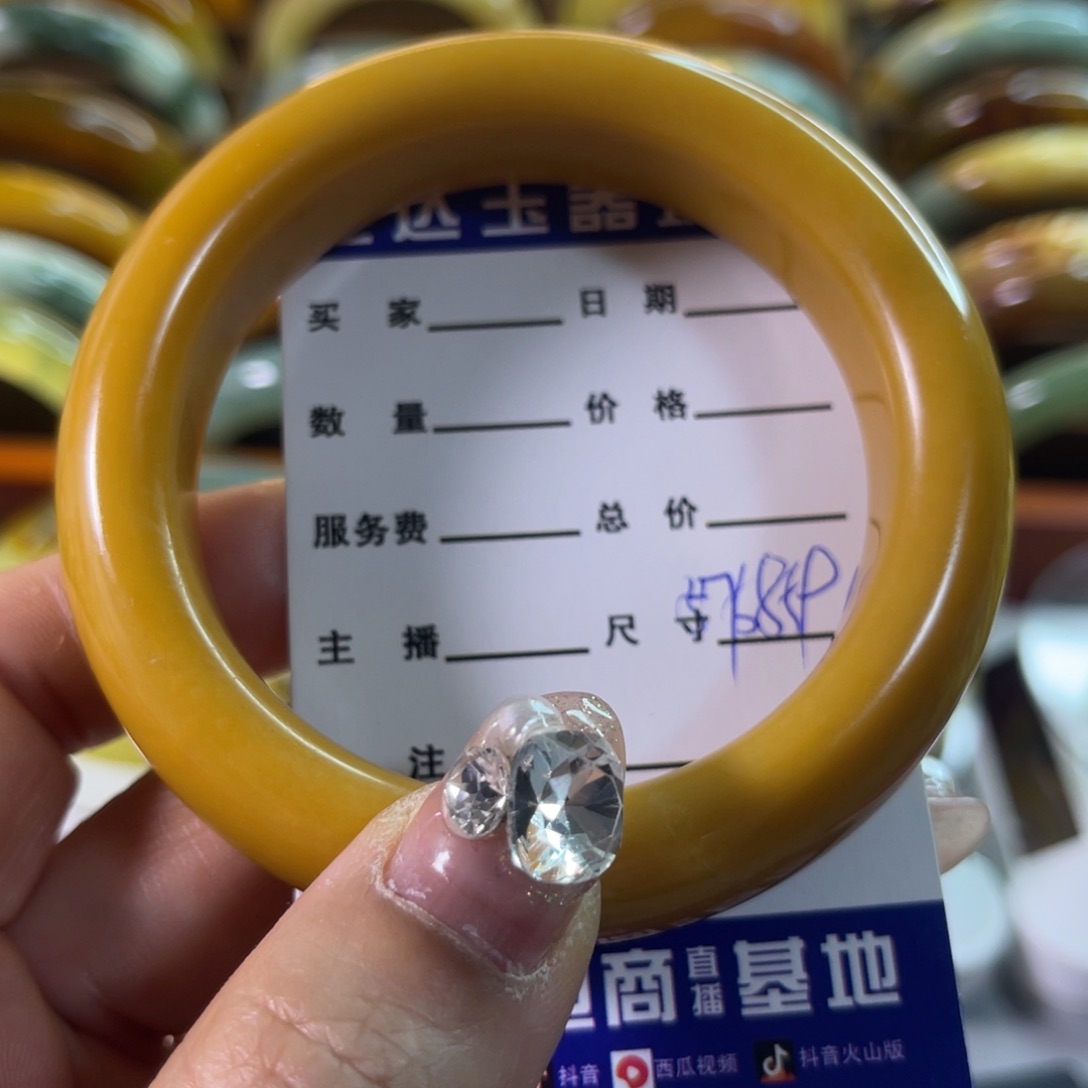 达玉器
买 家 日 期
数 量 价 格
服务费 总 价
主 播 尺 寸
注
商直播基地
抖音 西瓜视频 抖音火山版